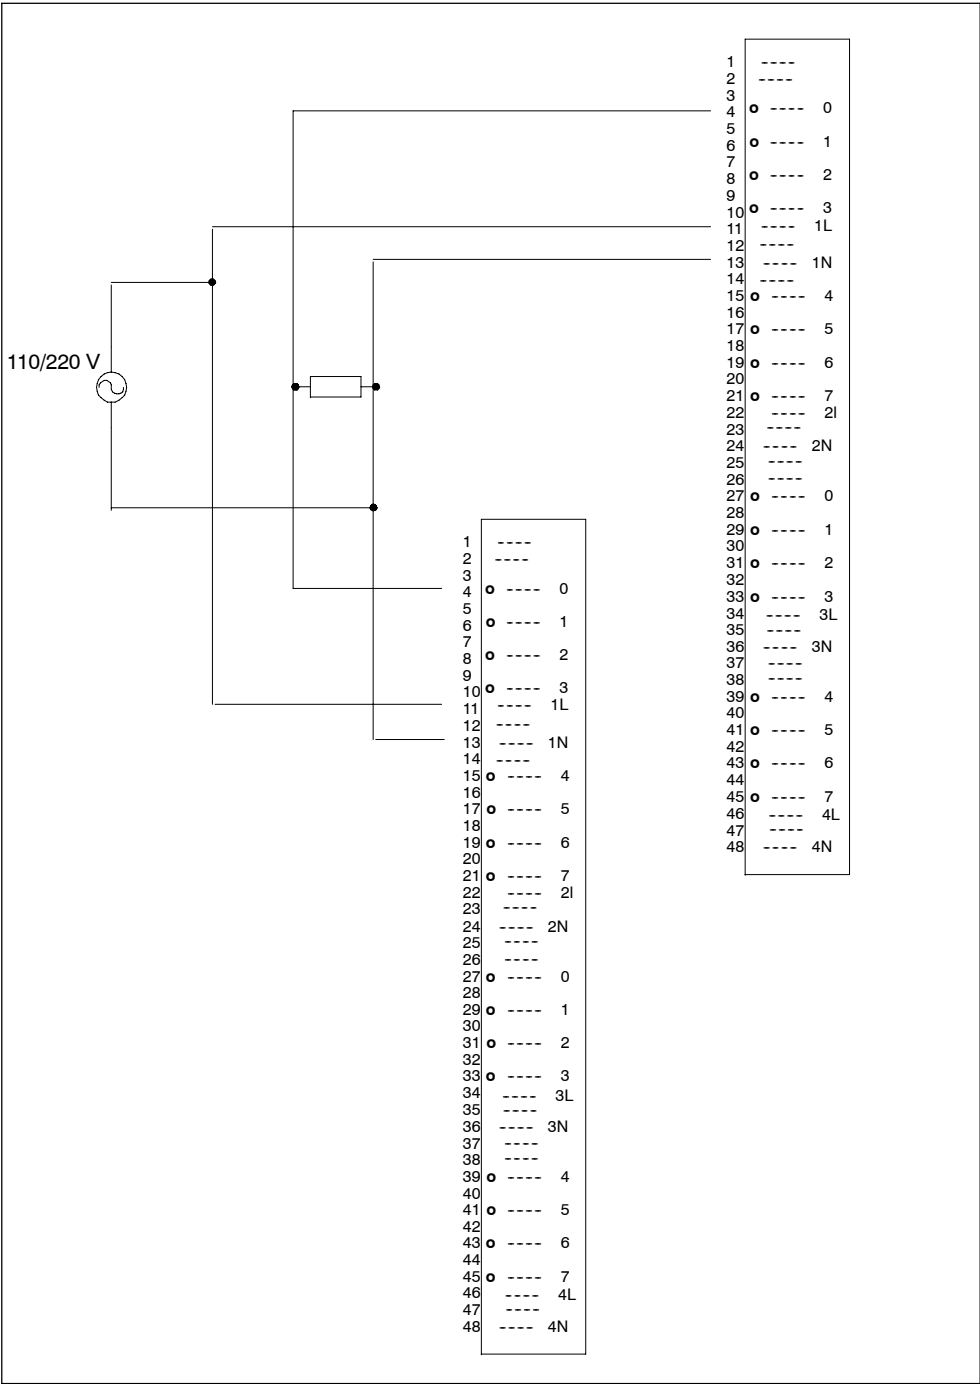 110/220 V
1 ----
2 ----
3
4 o ---- 0
5
6 o ---- 1
7
8 o ---- 2
9
10 o ---- 3
11 ---- 1L
12 ----
13 ---- 1N
14 ----
15 o ---- 4
16
17 o ---- 5
18
19 o ---- 6
20
21 o ---- 7
22 ---- 2l
23 ----
24 ---- 2N
25 ----
26 ----
27 o ---- 0
28
29 o ---- 1
30
31 o ---- 2
32
33 o ---- 3
34 ---- 3L
35 ----
36 ---- 3N
37 ----
38 ----
39 o ---- 4
40
41 o ---- 5
42
43 o ---- 6
44
45 o ---- 7
46 ---- 4L
47 ----
48 ---- 4N
1 ----
2 ----
3
4 o ---- 0
5
6 o ---- 1
7
8 o ---- 2
9
10 o ---- 3
11 ---- 1L
12 ----
13 ---- 1N
14 ----
15 o ---- 4
16
17 o ---- 5
18
19 o ---- 6
20
21 o ---- 7
22 ---- 2l
23 ----
24 ---- 2N
25 ----
26 ----
27 o ---- 0
28
29 o ---- 1
30
31 o ---- 2
32
33 o ---- 3
34 ---- 3L
35 ----
36 ---- 3N
37 ----
38 ----
39 o ---- 4
40
41 o ---- 5
42
43 o ---- 6
44
45 o ---- 7
46 ---- 4L
47 ----
48 ---- 4N